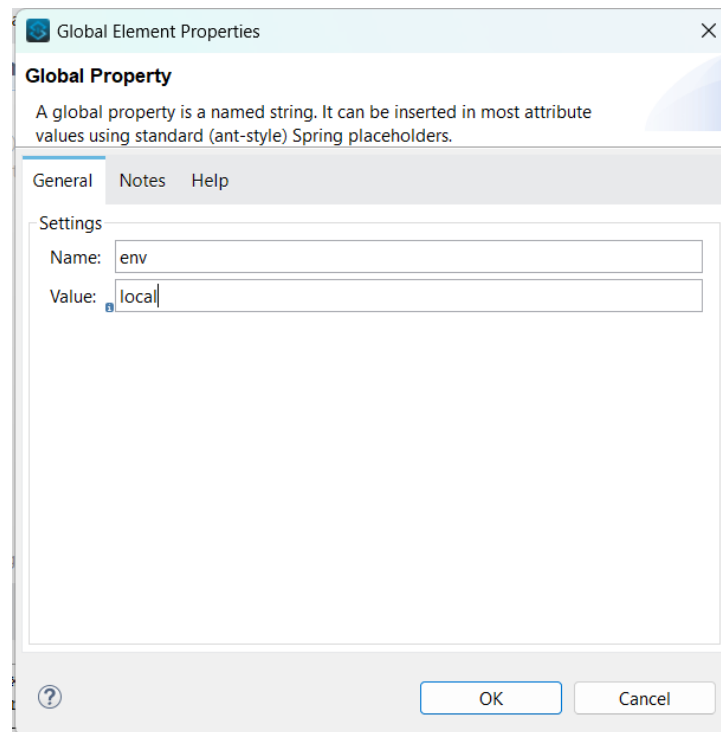 Global Element Properties
Global Property
A global property is a named string. It can be inserted in most attribute
values using standard (ant-style) Spring placeholders.
General Notes Help
Settings
Name: env
Value: local
OK Cancel